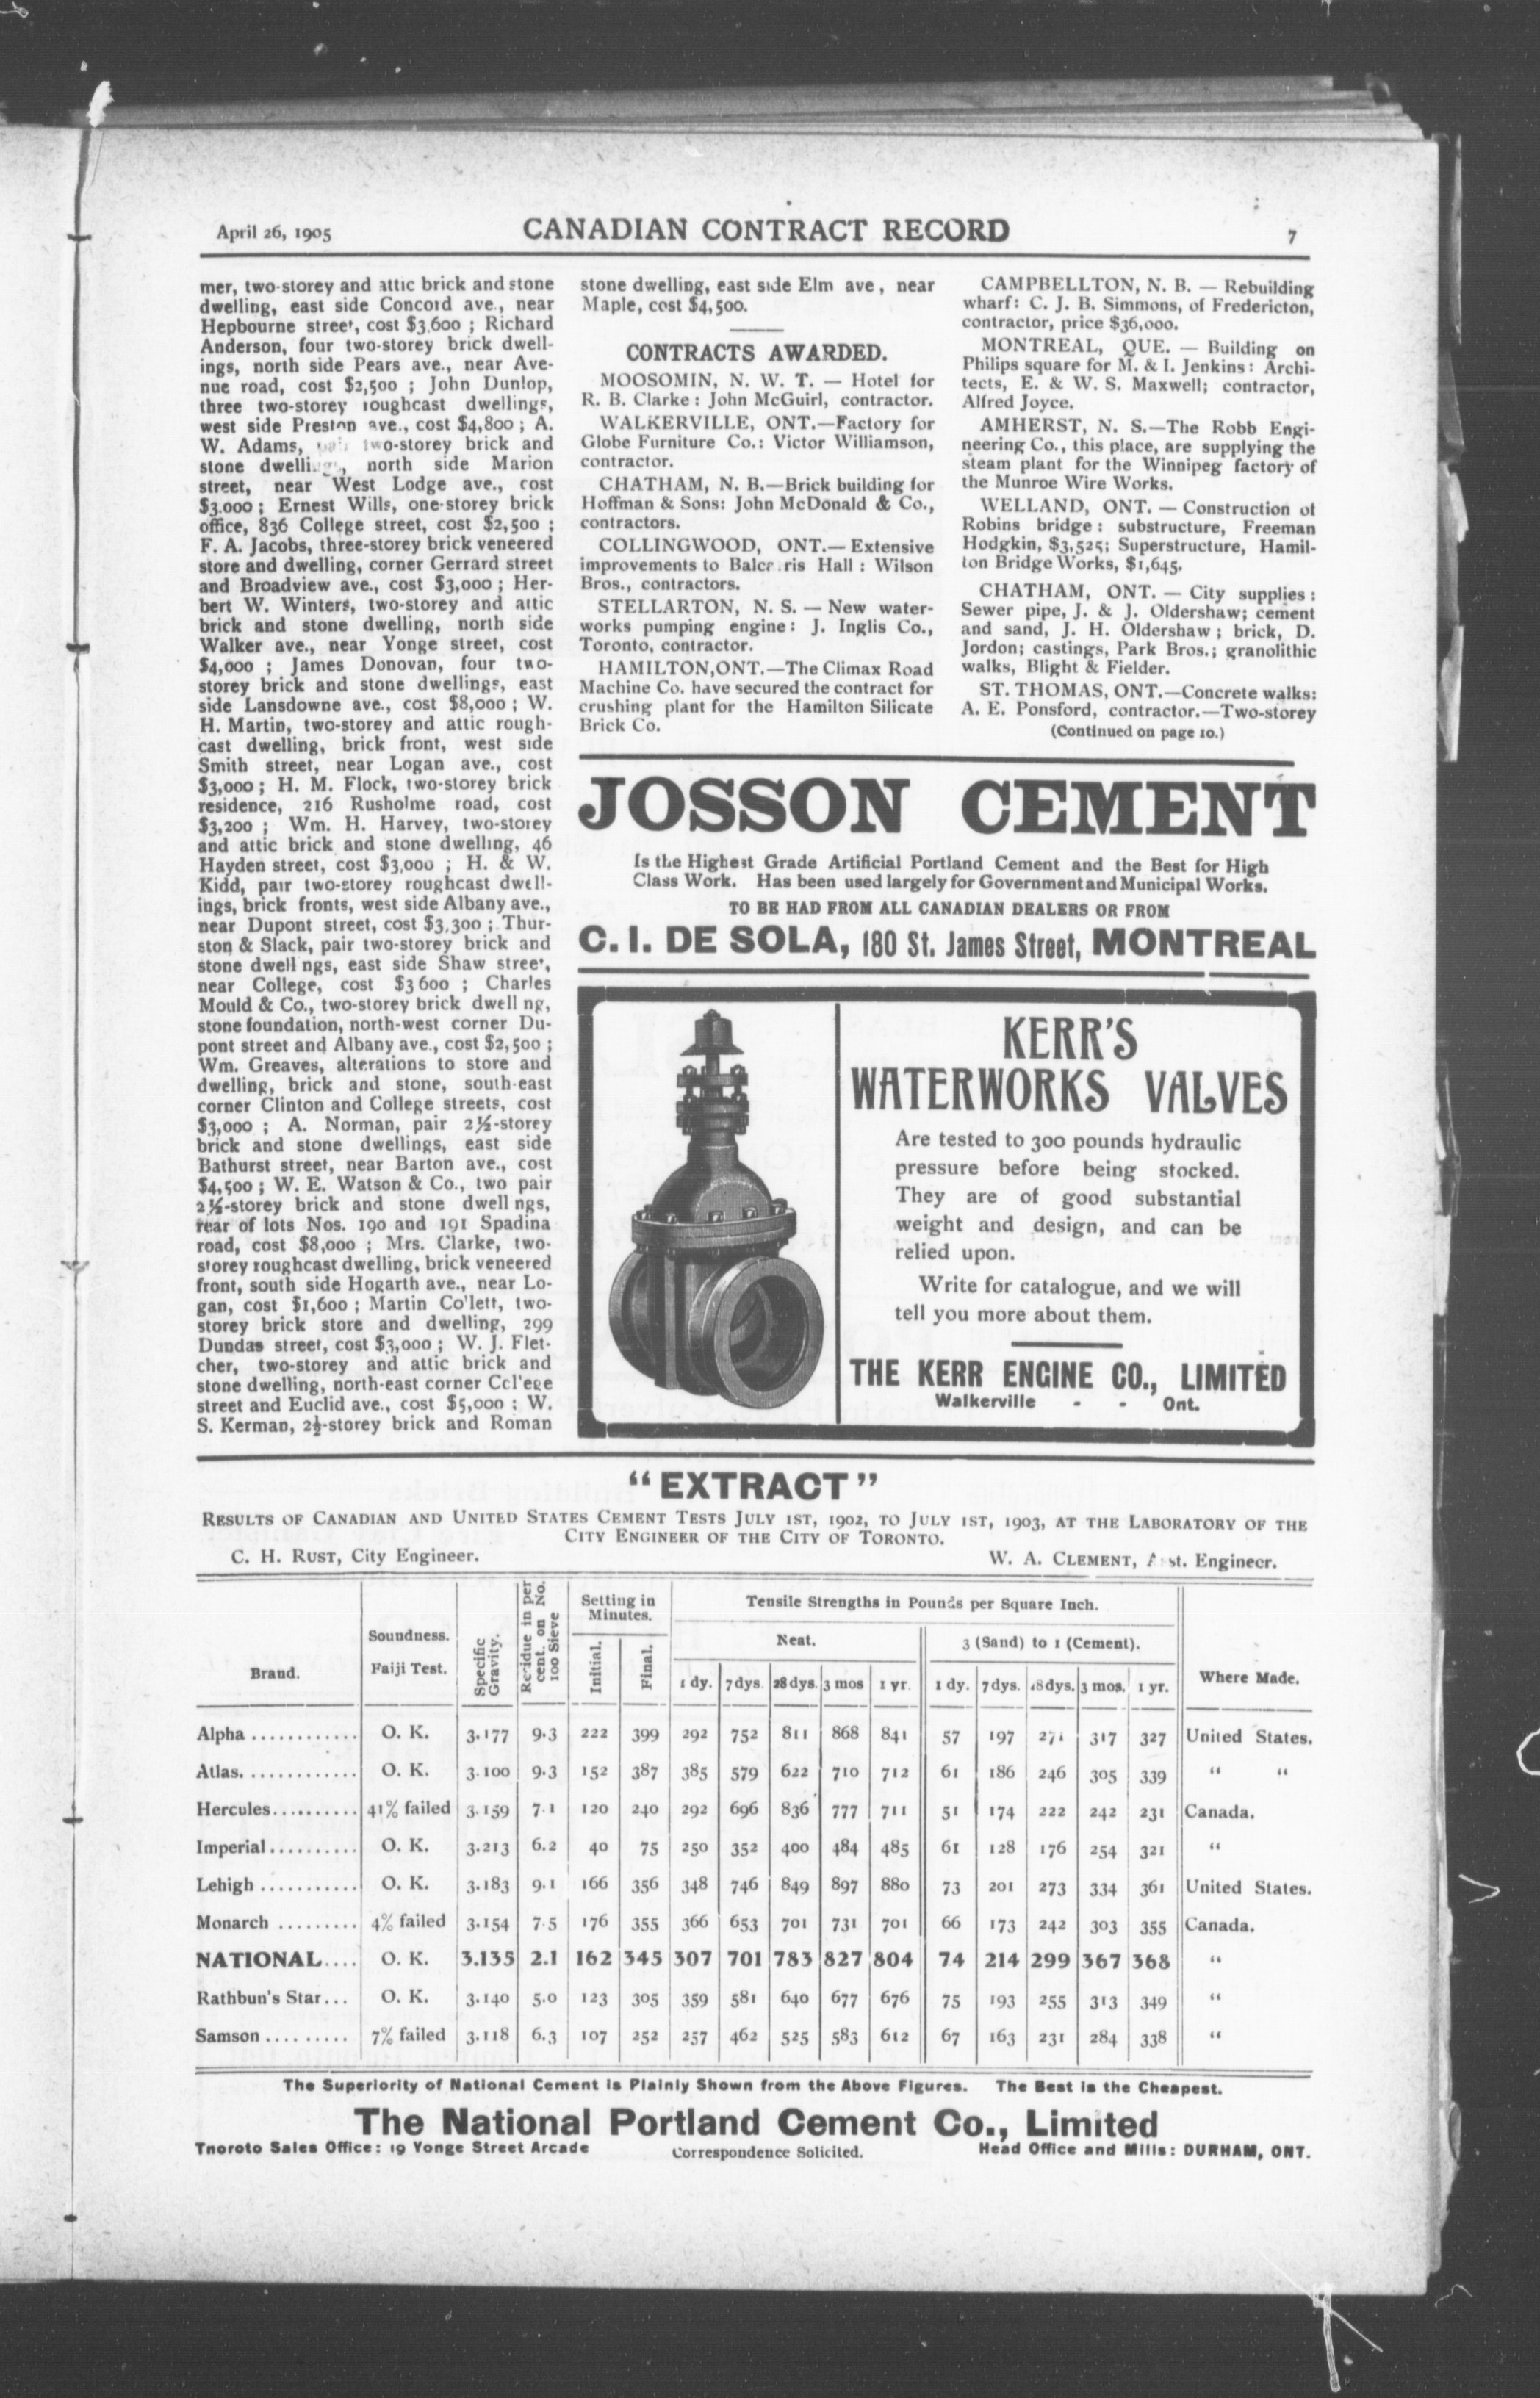 April 26, 1905
CANADIAN CONTRACT RECORD
7
mer, two-storey and attic brick and stone
dwelling, east side Concord ave., near
Hepbourne street, cost $3,600 ; Richard
Anderson, four two-storey brick dwell-
ings, north side Pears ave., near Ave-
nue road, cost $2,500 ; John Dunlop,
three two-storey roughcast dwellings,
west side Preston ave., cost $4,800 ; A.
W. Adams, pair two-storey brick and
stone dwellings, north side Marion
street, near West Lodge ave., cost
$3.000 ; Ernest Wills, one-storey brick
office, 836 College street, cost $2,500 ;
F. A. Jacobs, three-storey brick veneered
store and dwelling, corner Gerrard street
and Broadview ave., cost $3,000 ; Her-
bert W. Winters, two-storey and attic
brick and stone dwelling, north side
Walker ave., near Yonge street, cost
$4,000 ; James Donovan, four two-
storey brick and stone dwellings, east
side Lansdowne ave., cost $8,000 ; W.
H. Martin, two-storey and attic rough-
cast dwelling, brick front, west side
Smith street, near Logan ave., cost
$3,000 ; H. M. Flock, two-storey brick
residence, 216 Rusholme road, cost
$3,200 ; Wm. H. Harvey, two-storey
and attic brick and stone dwelling, 46
Hayden street, cost $3,000 ; H. & W.
Kidd, pair two-storey roughcast dwell-
ings, brick fronts, west side Albany ave.,
near Dupont street, cost $3,300 ; Thur-
ston & Slack, pair two-storey brick and
stone dwell ngs, east side Shaw street,
near College, cost $3 600 ; Charles
Mould & Co., two-storey brick dwell ng,
stone foundation, north-west corner Du-
pont street and Albany ave., cost $2,500 ;
Wm. Greaves, alterations to store and
dwelling, brick and stone, south-east
corner Clinton and College streets, cost
$3,000 ; A. Norman, pair 2½-storey
brick and stone dwellings, east side
Bathurst street, near Barton ave., cost
$4,500 ; W. E. Watson & Co., two pair
2½-storey brick and stone dwell ngs,
rear of lots Nos. 190 and 191 Spadina
road, cost $8,000 ; Mrs. Clarke, two-
storey roughcast dwelling, brick veneered
front, south side Hogarth ave., near Lo-
gan, cost $1,600 ; Martin Co'lett, two-
storey brick store and dwelling, 299
Dundas street, cost $3,000 ; W. J. Flet-
cher, two-storey and attic brick and
stone dwelling, north-east corner Col'ege
street and Euclid ave., cost $5,000 ; W.
S. Kerman, 2½-storey brick and Roman
stone dwelling, east side Elm ave, near
Maple, cost $4,500.
CONTRACTS AWARDED.
MOOSOMIN, N. W. T. — Hotel for
R. B. Clarke : John McGuirl, contractor.
WALKERVILLE, ONT.—Factory for
Globe Furniture Co.: Victor Williamson,
contractor.
CHATHAM, N. B.—Brick building for
Hoffman & Sons: John McDonald & Co.,
contractors.
COLLINGWOOD, ONT.— Extensive
improvements to Balcarris Hall : Wilson
Bros., contractors.
STELLARTON, N. S. — New water-
works pumping engine : J. Inglis Co.,
Toronto, contractor.
HAMILTON, ONT.—The Climax Road
Machine Co. have secured the contract for
crushing plant for the Hamilton Silicate
Brick Co.
CAMPBELLTON, N. B. — Rebuilding
wharf : C. J. B. Simmons, of Fredericton,
contractor, price $36,000.
MONTREAL, QUE. — Building on
Philips square for M. & I. Jenkins : Archi-
tects, E. & W. S. Maxwell; contractor,
Alfred Joyce.
AMHERST, N. S.—The Robb Engi-
neering Co., this place, are supplying the
steam plant for the Winnipeg factory of
the Munroe Wire Works.
WELLAND, ONT. — Construction of
Robins bridge : substructure, Freeman
Hodgkin, $3,525; Superstructure, Hamil-
ton Bridge Works, $1,645.
CHATHAM, ONT. — City supplies :
Sewer pipe, J. & J. Oldershaw; cement
and sand, J. H. Oldershaw ; brick, D.
Jordon; castings, Park Bros.; granolithic
walks, Blight & Fielder.
ST. THOMAS, ONT.—Concrete walks:
A. E. Ponsford, contractor.—Two-storey
(Continued on page 10.)
JOSSON CEMENT
Is the Highest Grade Artificial Portland Cement and the Best for High
Class Work. Has been used largely for Government and Municipal Works.
TO BE HAD FROM ALL CANADIAN DEALERS OR FROM
C. I. DE SOLA, 180 St. James Street, MONTREAL
KERR'S
WATERWORKS VALVES
Are tested to 300 pounds hydraulic
pressure before being stocked.
They are of good substantial
weight and design, and can be
relied upon.
Write for catalogue, and we will
tell you more about them.
THE KERR ENGINE CO., LIMITED
Walkerville - - Ont.
"EXTRACT"
RESULTS OF CANADIAN AND UNITED STATES CEMENT TESTS JULY 1ST, 1902, TO JULY 1ST, 1903, AT THE LABORATORY OF THE
CITY ENGINEER OF THE CITY OF TORONTO.
C. H. RUST, City Engineer.
W. A. CLEMENT, Asst. Engineer.
Brand.
Soundness.
Faiji Test.
Specific Gravity.
Residue in per cent. on No. 100 Sieve
Setting in Minutes.
Initial. Final.
Tensile Strengths in Pounds per Square Inch.
Neat.
3 (Sand) to 1 (Cement).
1 dy. 7 dys. 28 dys. 3 mos 1 yr. 1 dy. 7 dys. 28 dys. 3 mos. 1 yr.
Where Made.
Alpha ............ O. K. 3.177 9.3 222 399 292 752 811 868 841 57 197 271 317 327 United States.
Atlas. ............ O. K. 3.100 9.3 152 387 385 579 622 710 712 61 186 246 305 339 " "
Hercules.......... 41% failed 3.159 7.1 120 240 292 696 836 777 711 51 174 222 242 231 Canada.
Imperial .......... O. K. 3.213 6.2 40 75 250 352 400 484 485 61 128 176 254 321 "
Lehigh ........... O. K. 3.183 9.1 166 356 348 746 849 897 880 73 201 273 334 361 United States.
Monarch ......... 4% failed 3.154 7.5 176 355 366 653 701 731 701 66 173 242 303 355 Canada.
NATIONAL.... O. K. 3.135 2.1 162 345 307 701 783 827 804 74 214 299 367 368 "
Rathbun's Star... O. K. 3.140 5.0 123 305 359 581 640 677 676 75 193 255 313 349 "
Samson ......... 7% failed 3.118 6.3 107 252 257 462 525 583 612 67 163 231 284 338 "
The Superiority of National Cement is Plainly Shown from the Above Figures. The Best is the Cheapest.
The National Portland Cement Co., Limited
Tnoroto Sales Office: 19 Yonge Street Arcade
Correspondence Solicited.
Head Office and Mills: DURHAM, ONT.